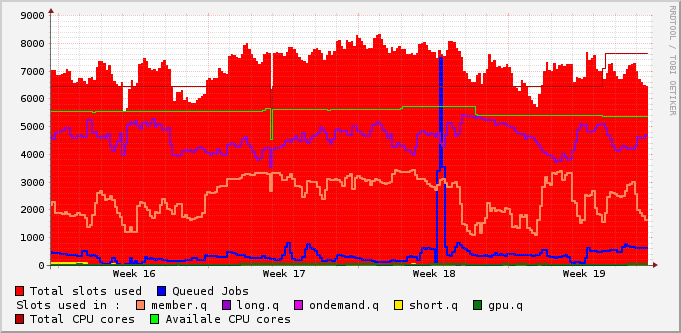 9000
8000
7000
6000
5000
4000
3000
2000
1000
0
Week 16 Week 17 Week 18 Week 19
Total slots used Queued Jobs
Slots used in : member.q long.q ondemand.q short.q gpu.q
Total CPU cores Availale CPU cores
RRDTOOL / TOBI OETIKER